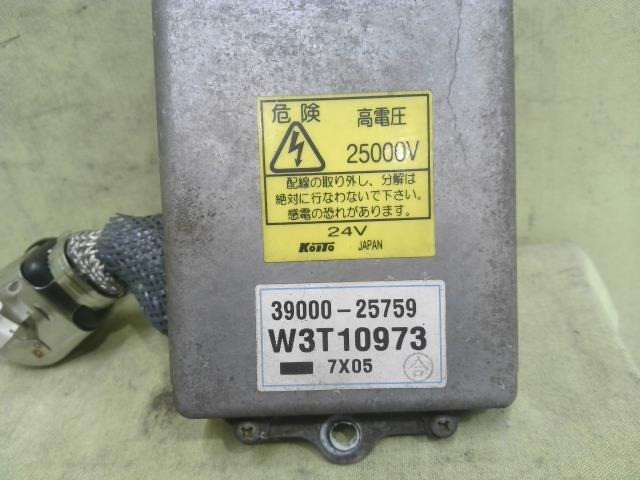 危険
高電圧
25000V
配線の取り外し、分解は
絶対に行なわないで下さい。
感電の恐れがあります。
24V
KOITO JAPAN
39000-25759
W3T10973
7X05
合